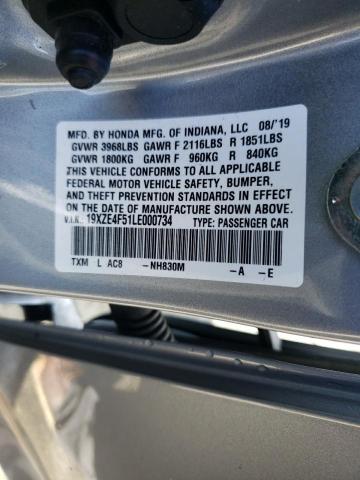 MFD. BY HONDA MFG. OF INDIANA, LLC 08/'19
GVWR 3968LBS GAWR F 2116LBS R 1851LBS
GVWR 1800KG GAWR F 960KG R 840KG
THIS VEHICLE CONFORMS TO ALL APPLICABLE
FEDERAL MOTOR VEHICLE SAFETY, BUMPER, AND
THEFT PREVENTION STANDARDS IN EFFECT ON
THE DATE OF MANUFACTURE SHOWN ABOVE.
V.I.N.: 19XZE4F51LE000734 TYPE: PASSENGER CAR
TXM L AC8 -NH830M -A -E